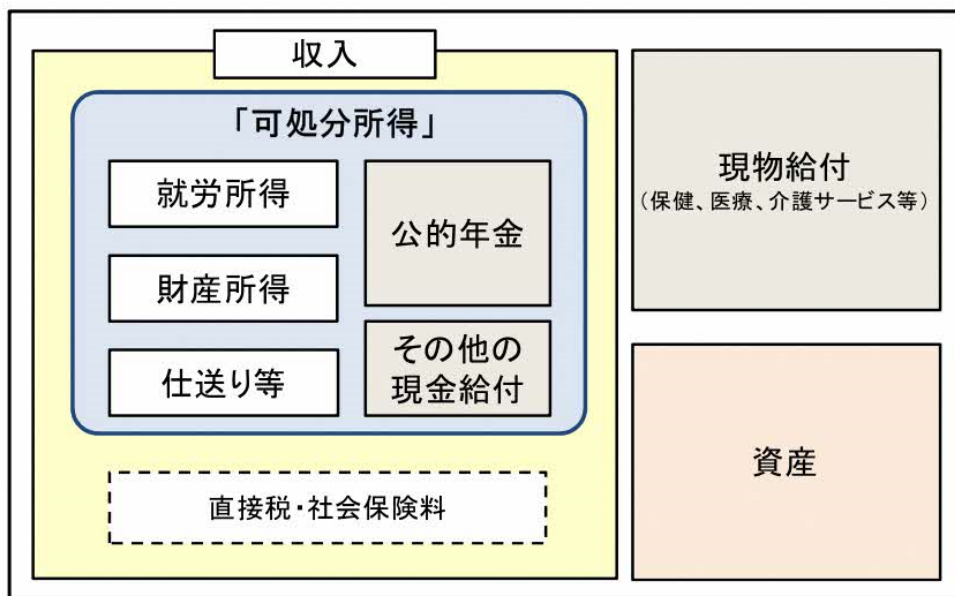 収入
「可処分所得」
就労所得
財産所得
仕送り等
公的年金
その他の
現金給付
直接税・社会保険料
現物給付
（保健、医療、介護サービス等）
資産